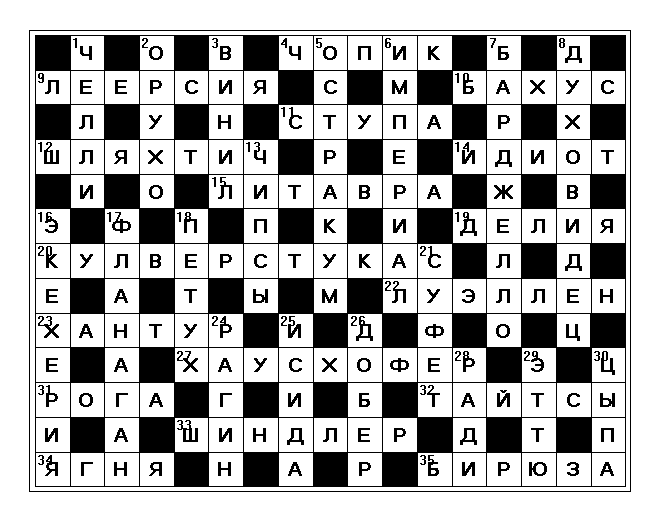 1Ч 2О 3В 4Ч 5О П 6И К 7Б 8Д
9Л Е Е Р С И Я С М 10Б А Х У С
Л У Н 11С Т У П А Р Х
12Ш Л Я Х Т И 13Ч Р Е 14И Д И О Т
И О 15Л И Т А В Р А Ж В
16Э 17Ф 18П П К И 19Д Е Л И Я
20К У Л В Е Р С Т У К А 21С Л Д
Е А Т Ы М 22Л У Э Л Л Е Н
23Х А Н Т У 24Р 25И 26Д Ф О Ц
Е А 27Х А У С Х О Ф Е 28Р 29Э 30Ц
31Р О Г А Г И Б 32Т А Й Т С Ы
И А 33Ш И Н Д Л Е Р Д Т П
34Я Г Н Я Н А Р 35Б И Р Ю З А